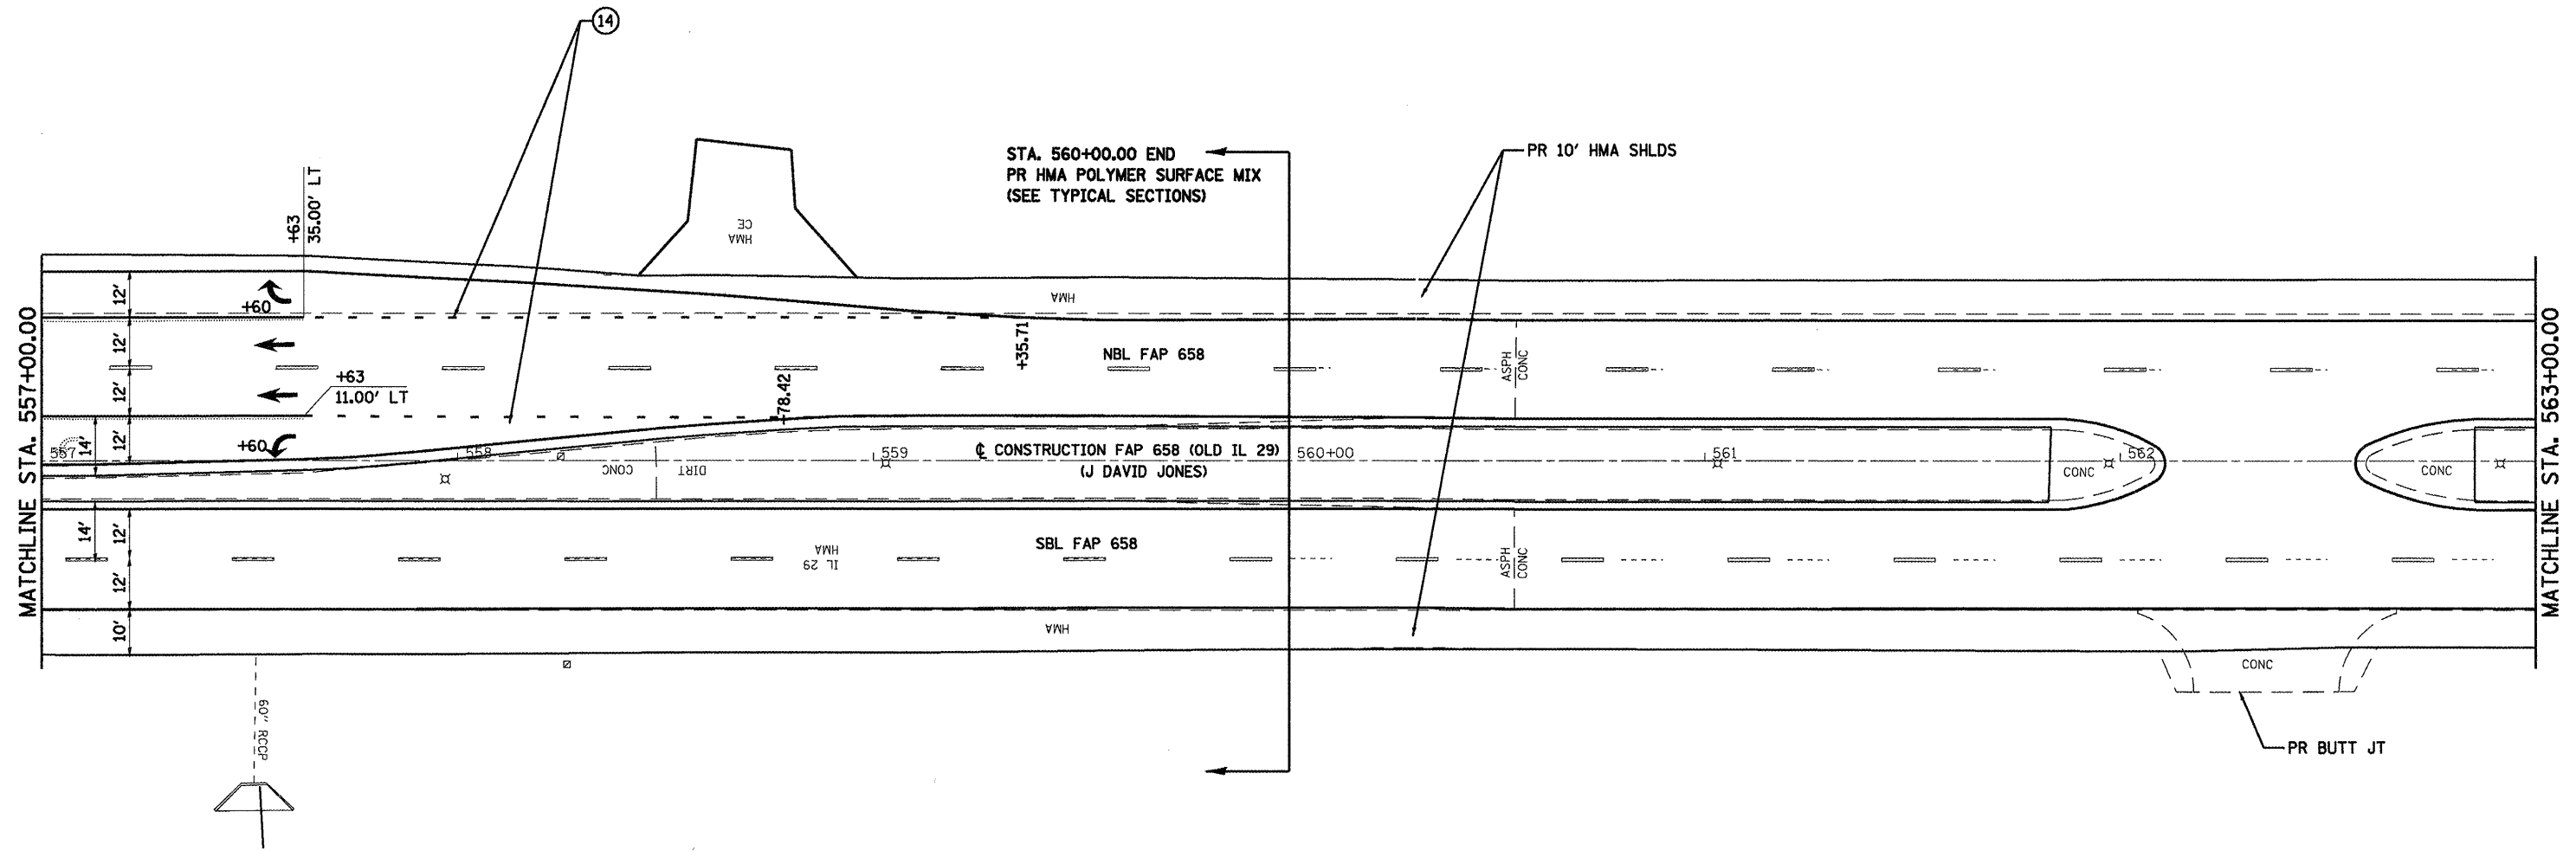 14
STA. 560+00.00 END
PR HMA POLYMER SURFACE MIX
(SEE TYPICAL SECTIONS)
PR 10' HMA SHLDS
+63
35.00' LT
HMA
CE
MATCHLINE STA. 557+00.00
12'
+60
HMA
12'
+35.71
NBL FAP 658
ASPH
CONC
12'
+63
11.00' LT
+78.42
14'
12'
+60
557
558
559
℄ CONSTRUCTION FAP 658 (OLD IL 29)
(J DAVID JONES)
560+00
561
562
CONC
DIRT
CONC
CONC
MATCHLINE STA. 563+00.00
14'
12'
SBL FAP 658
HMA
IL 29
ASPH
CONC
12'
10'
HMA
CONC
60" RCCP
PR BUTT JT